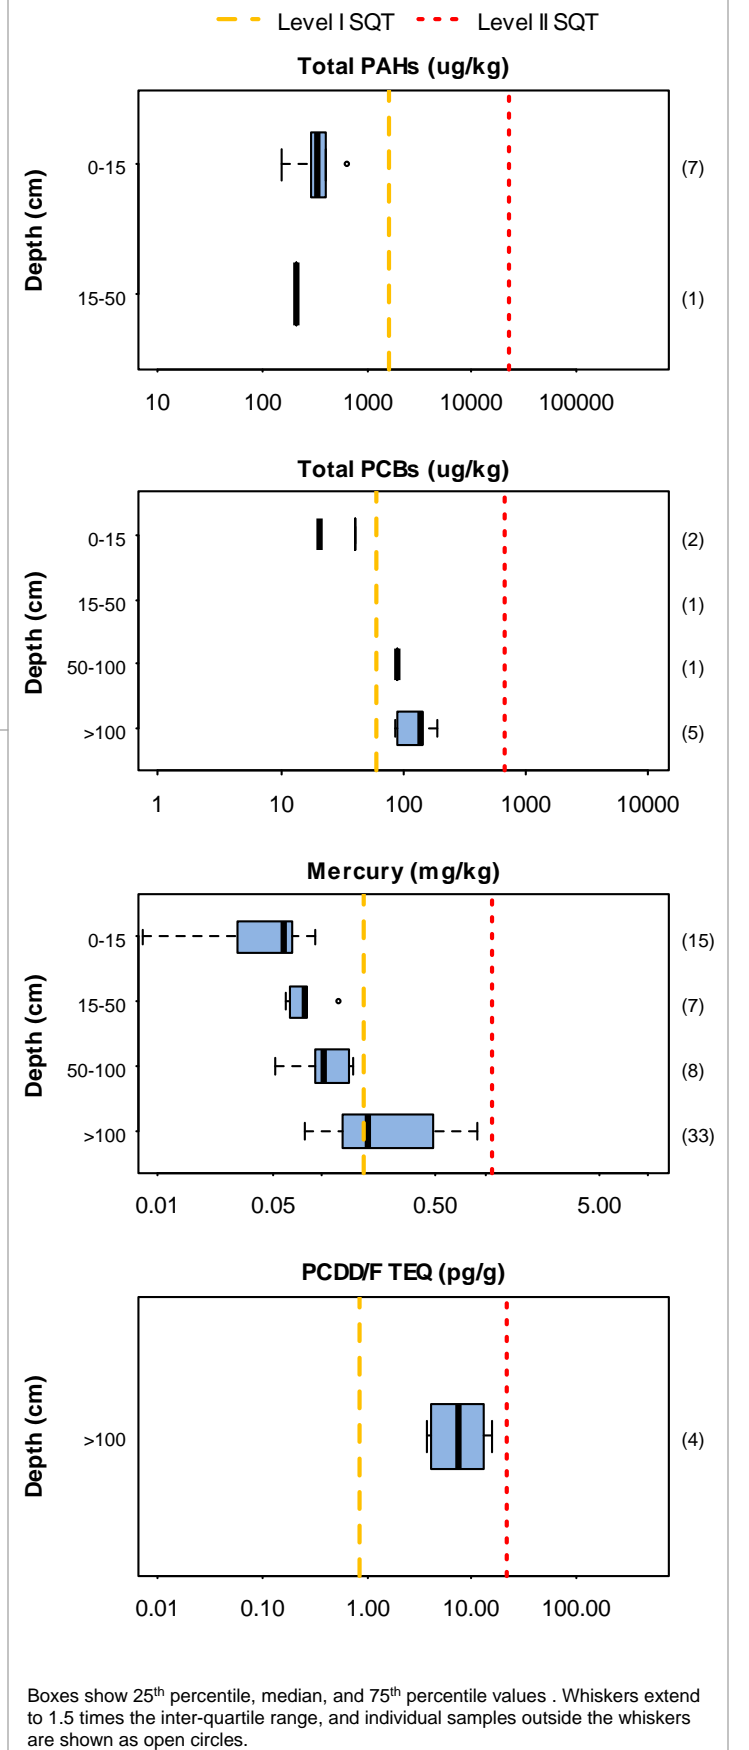 Level I SQT Level II SQT
Total PAHs (ug/kg)
Depth (cm)
0-15 (7)
15-50 (1)
10 100 1000 10000 100000
Total PCBs (ug/kg)
Depth (cm)
0-15 (2)
15-50 (1)
50-100 (1)
>100 (5)
1 10 100 1000 10000
Mercury (mg/kg)
Depth (cm)
0-15 (15)
15-50 (7)
50-100 (8)
>100 (33)
0.01 0.05 0.50 5.00
PCDD/F TEQ (pg/g)
Depth (cm)
>100 (4)
0.01 0.10 1.00 10.00 100.00
Boxes show 25th percentile, median, and 75th percentile values . Whiskers extend
to 1.5 times the inter-quartile range, and individual samples outside the whiskers
are shown as open circles.